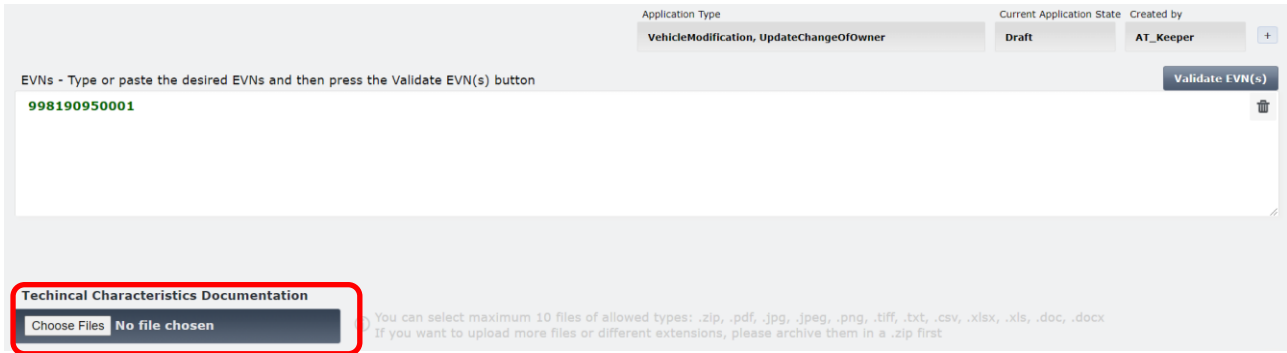 Application Type
Current Application State
Created by
VehicleModification, UpdateChangeOfOwner
Draft
AT_Keeper
+
EVNs - Type or paste the desired EVNs and then press the Validate EVN(s) button
Validate EVN(s)
998190950001
Techincal Characteristics Documentation
Choose Files No file chosen
You can select maximum 10 files of allowed types: .zip, .pdf, .jpg, .jpeg, .png, .tiff, .txt, .csv, .xlsx, .xls, .doc, .docx
If you want to upload more files or different extensions, please archive them in a .zip first